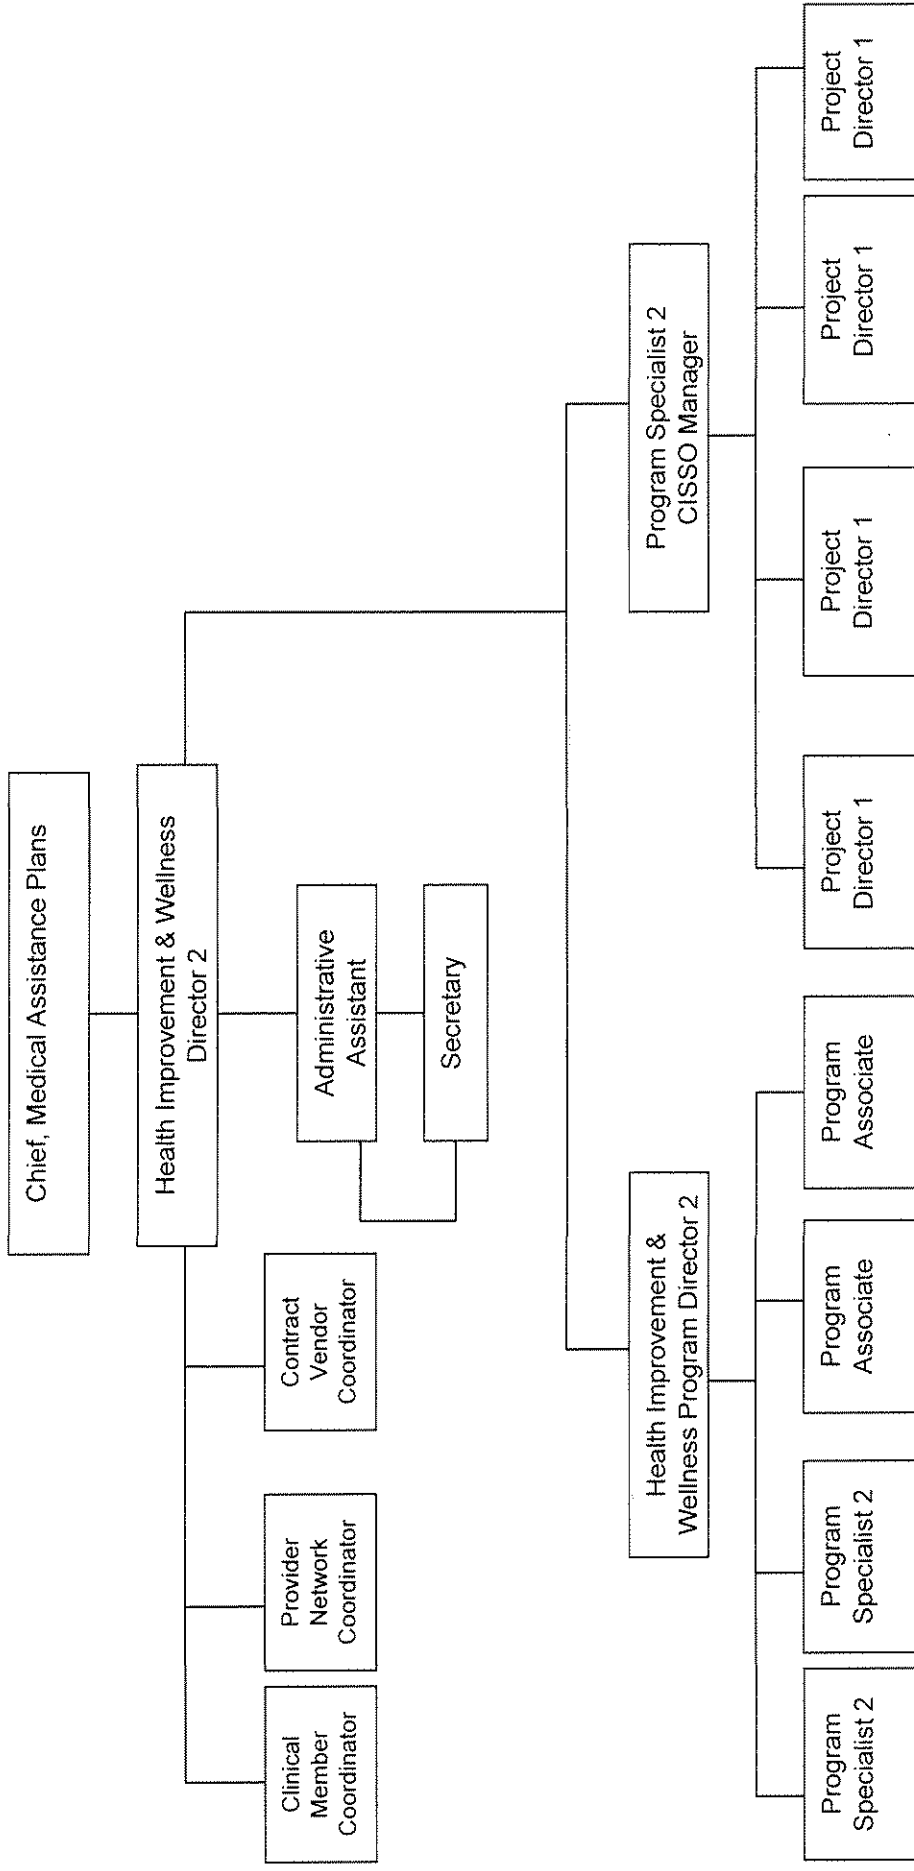 Chief, Medical Assistance Plans
Health Improvement & Wellness
Director 2
Clinical
Member
Coordinator
Provider
Network
Coordinator
Contract
Vendor
Coordinator
Administrative
Assistant
Secretary
Health Improvement &
Wellness Program Director 2
Program Specialist 2
CISSO Manager
Program
Specialist 2
Program
Specialist 2
Program
Associate
Program
Associate
Project
Director 1
Project
Director 1
Project
Director 1
Project
Director 1